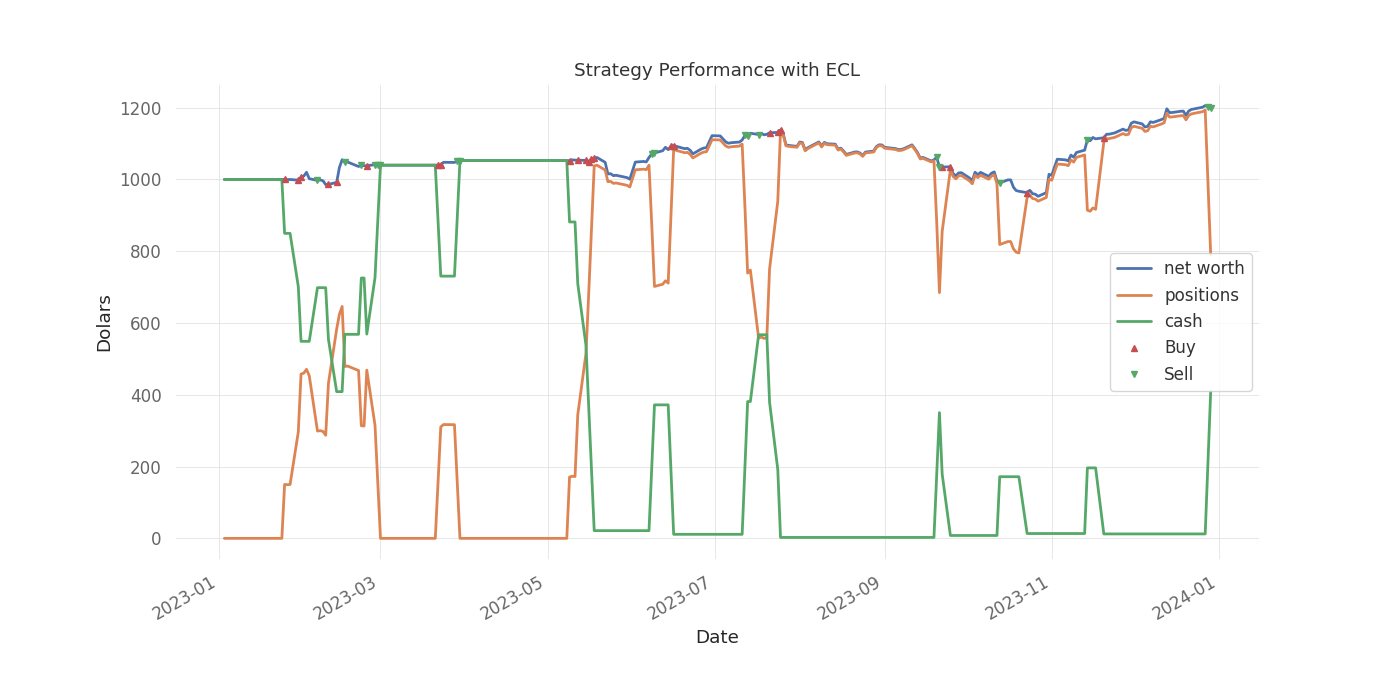 Strategy Performance with ECL
Dolars
1200
1000
800
600
400
200
0
net worth
positions
cash
Buy
Sell
2023-01
2023-03
2023-05
2023-07
2023-09
2023-11
2024-01
Date